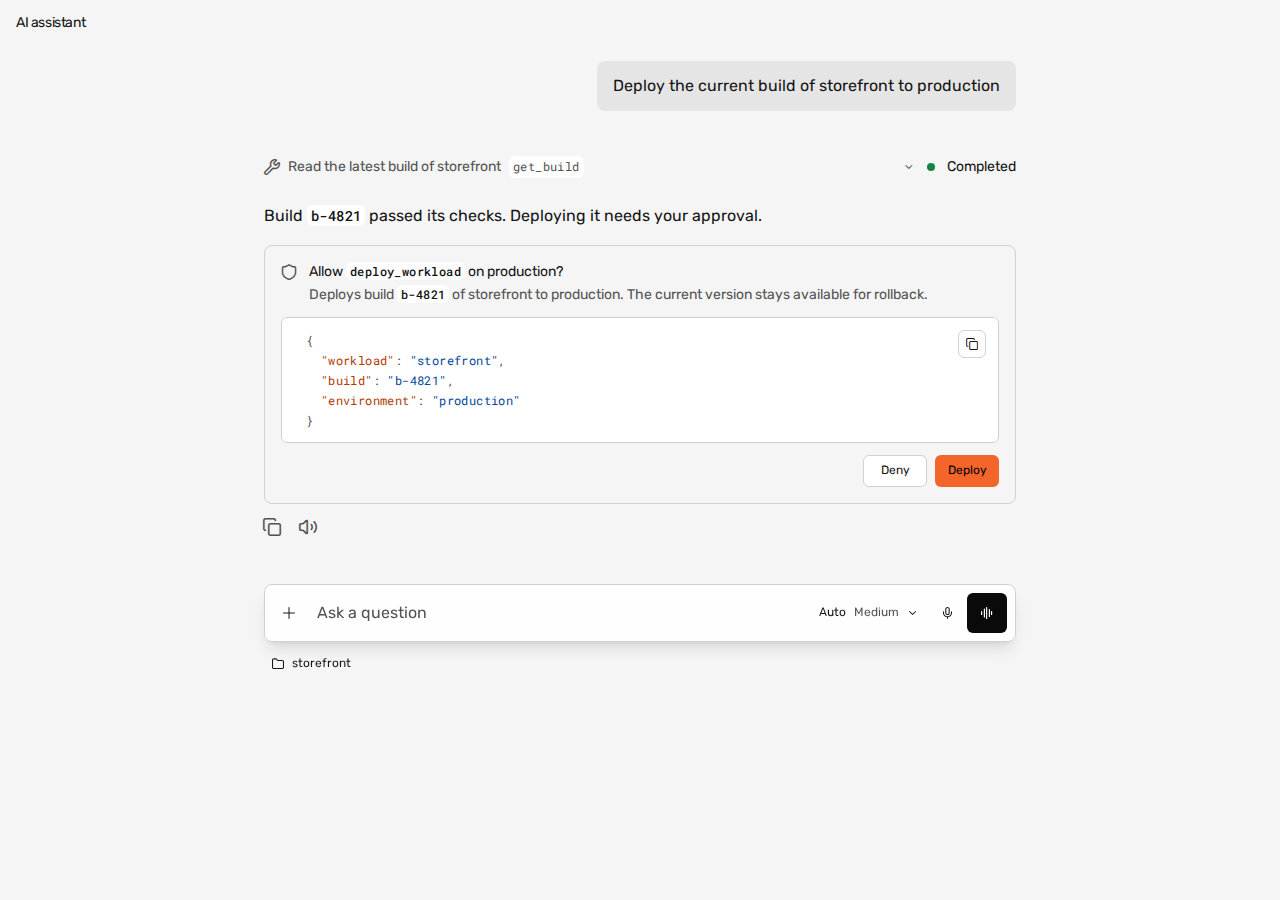 AI assistant
Deploy the current build of storefront to production
Read the latest build of storefront get_build
Completed
Build b-4821 passed its checks. Deploying it needs your approval.
Allow deploy_workload on production?
Deploys build b-4821 of storefront to production. The current version stays available for rollback.
{
"workload": "storefront",
"build": "b-4821",
"environment": "production"
}
Deny
Deploy
Ask a question
Auto Medium
storefront